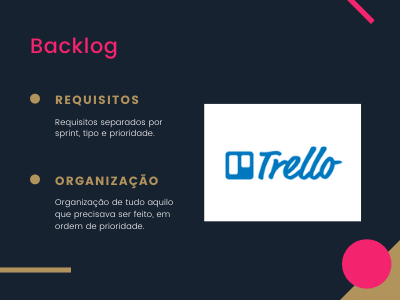 Backlog
REQUISITOS
Requisitos separados por
sprint, tipo e prioridade.
Trello
ORGANIZAÇÃO
Organização de tudo aquilo
que precisava ser feito, em
ordem de prioridade.